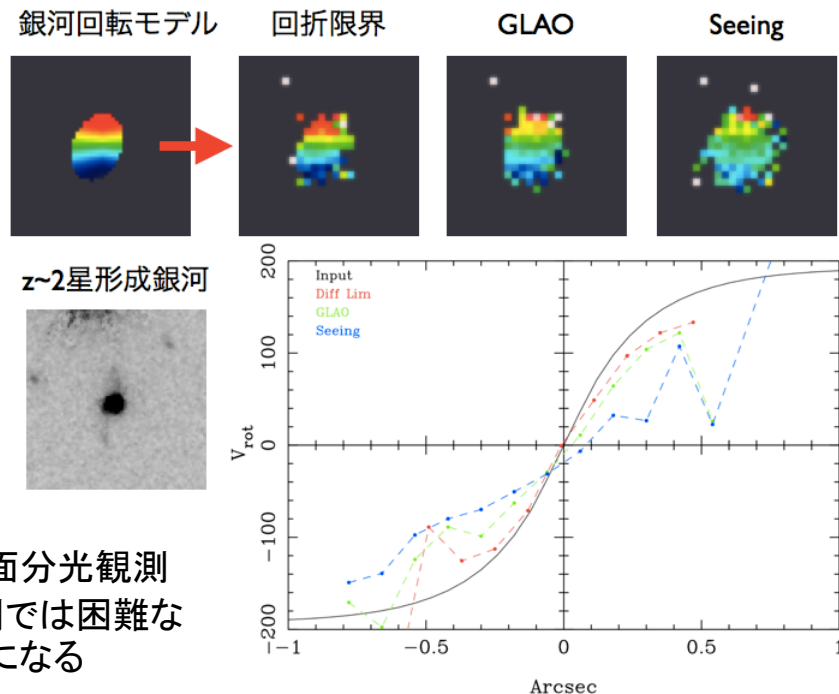 銀河回転モデル 回折限界 GLAO Seeing
z~2星形成銀河
200
100
0
−100
−200
Vrot
Input
Diff Lim
GLAO
Seeing
−1 −0.5 0 0.5 1
Arcsec
面分光観測
では困難な
になる